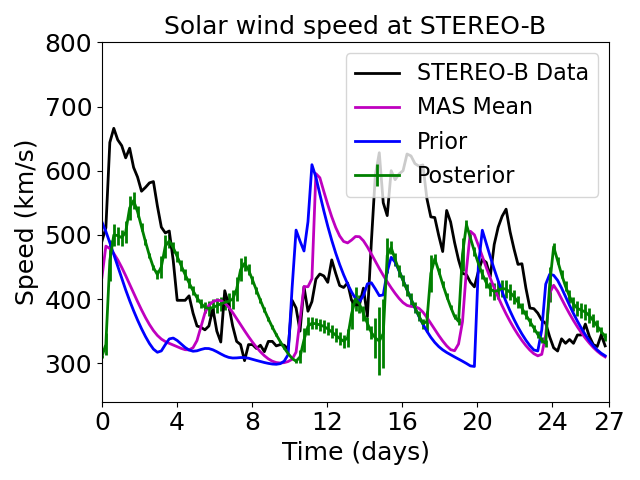 Solar wind speed at STEREO-B
800
700
600
500
400
300
Speed (km/s)
STEREO-B Data
MAS Mean
Prior
Posterior
0 4 8 12 16 20 24 27
Time (days)